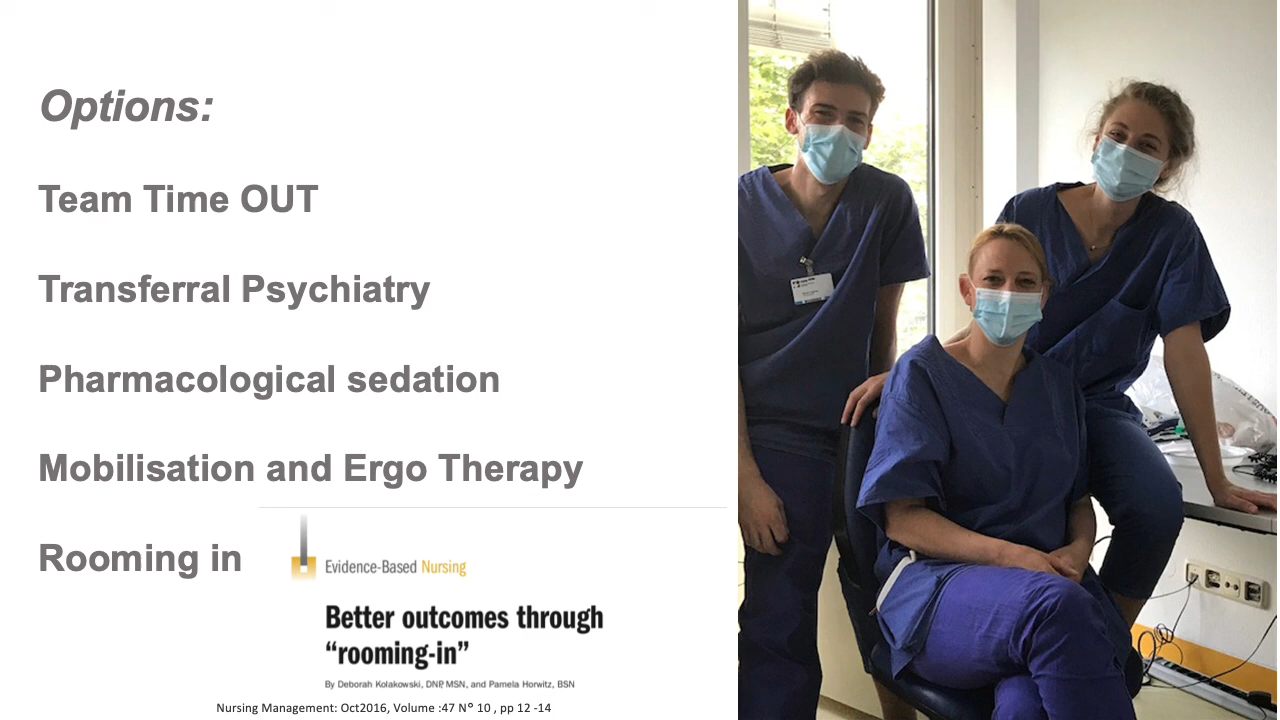 Options:
Team Time OUT
Transferral Psychiatry
Pharmacological sedation
Mobilisation and Ergo Therapy
Rooming in
Evidence-Based Nursing
Better outcomes through
“rooming-in”
By Deborah Kolakowski, DNP, MSN, and Pamela Horwitz, BSN
Nursing Management: Oct2016, Volume :47 N° 10 , pp 12 -14